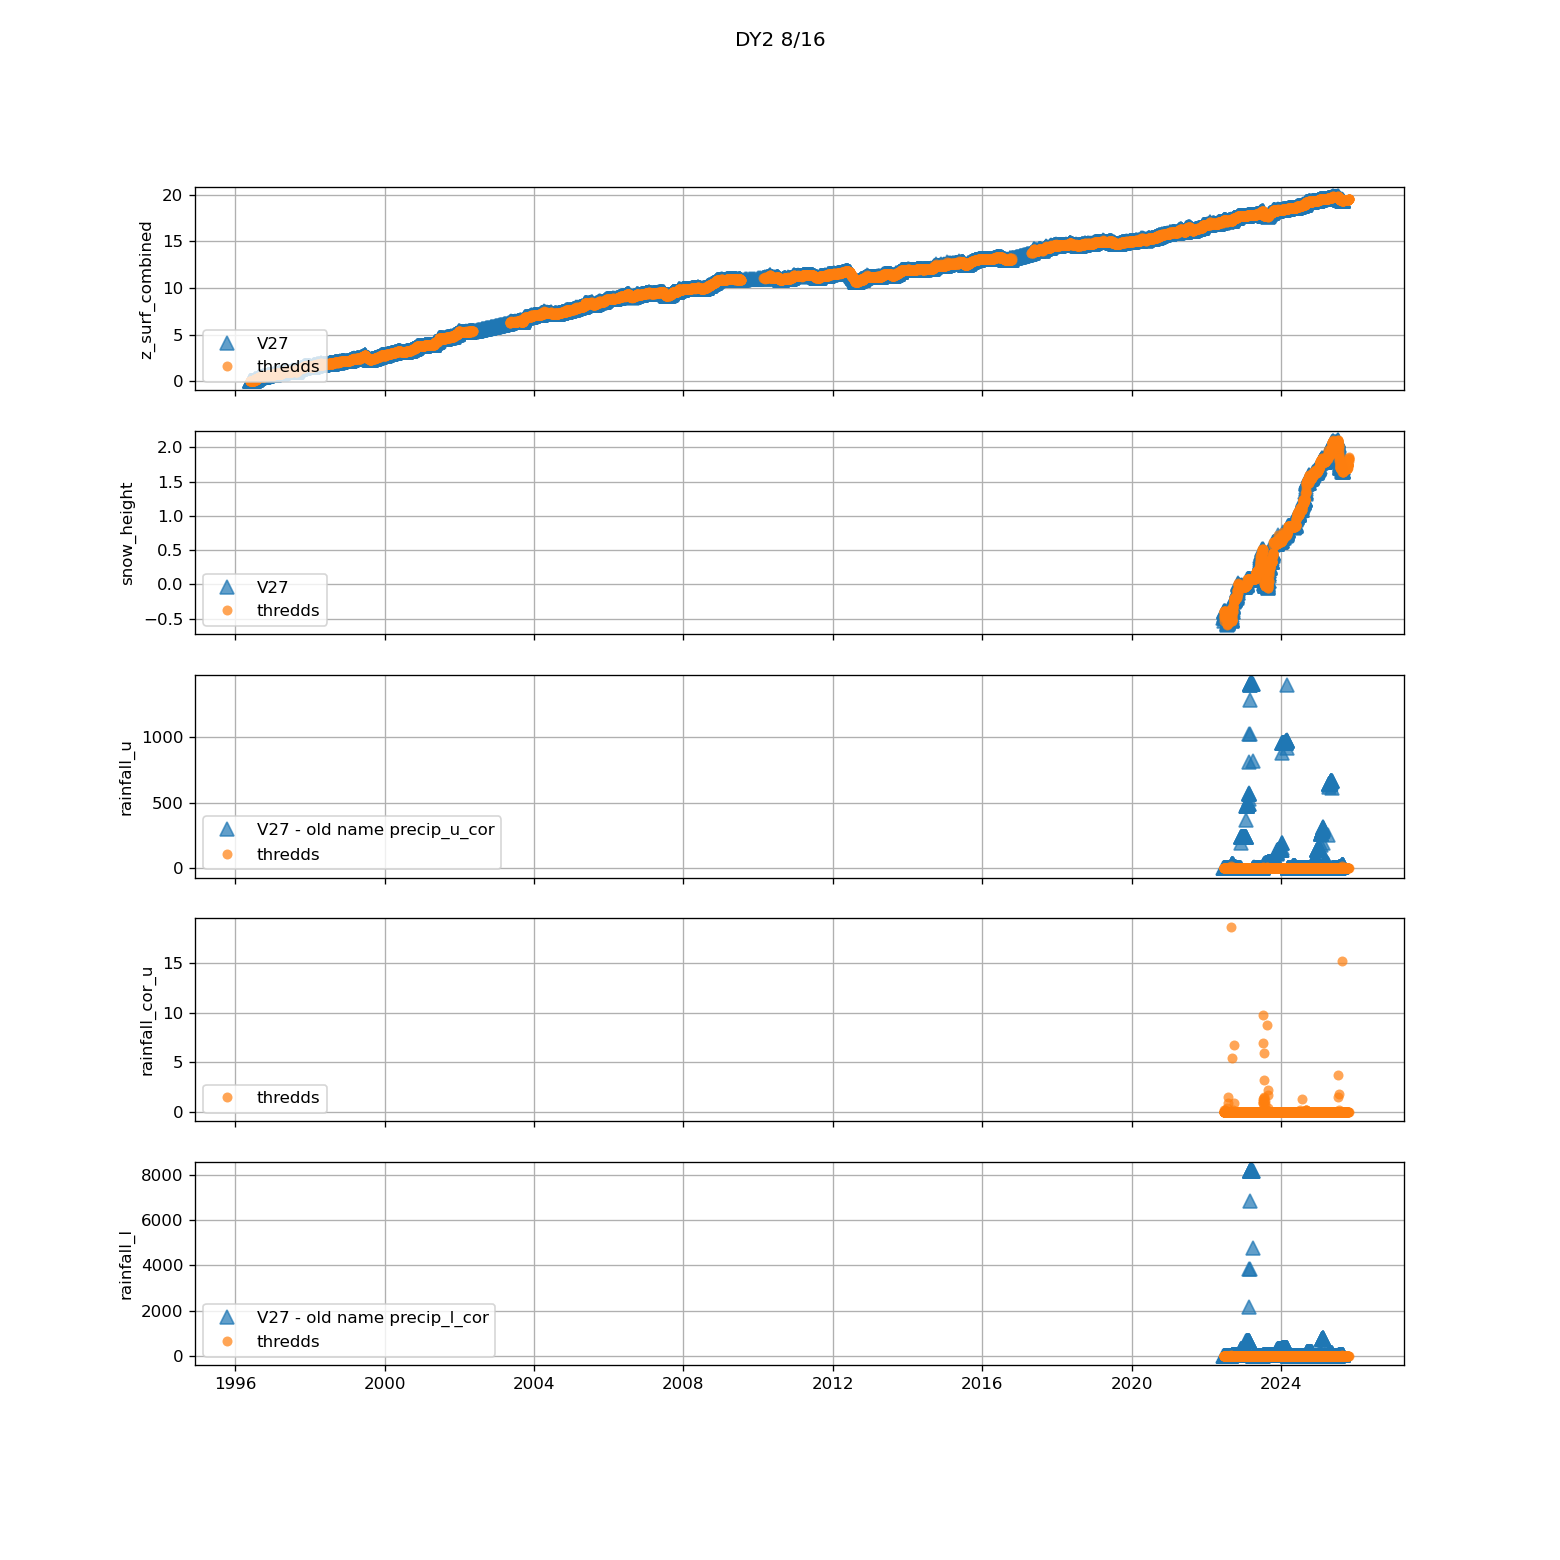 DY2 8/16
20
15
10
5
0
z_surf_combined
V27
thredds
2.0
1.5
1.0
0.5
0.0
−0.5
snow_height
V27
thredds
1000
500
0
rainfall_u
V27 - old name precip_u_cor
thredds
15
10
5
0
rainfall_cor_u
thredds
8000
6000
4000
2000
0
rainfall_l
V27 - old name precip_l_cor
thredds
1996 2000 2004 2008 2012 2016 2020 2024